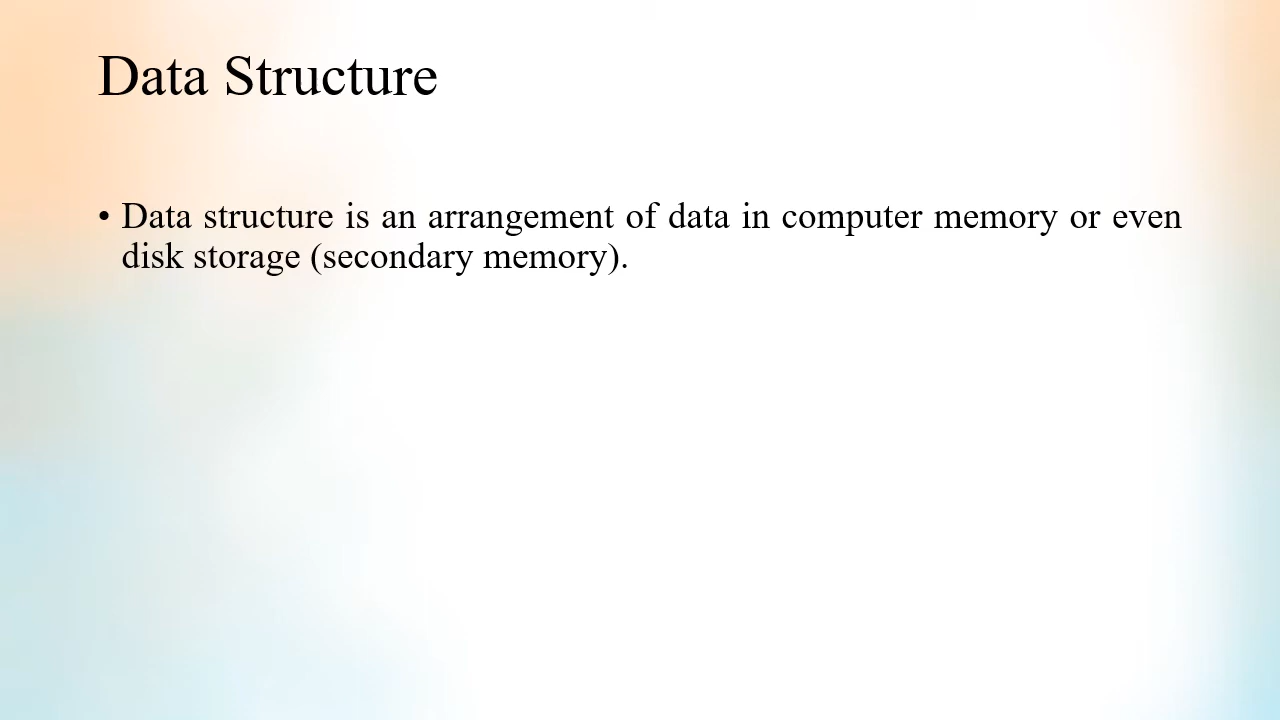 Data Structure
• Data structure is an arrangement of data in computer memory or even
disk storage (secondary memory).